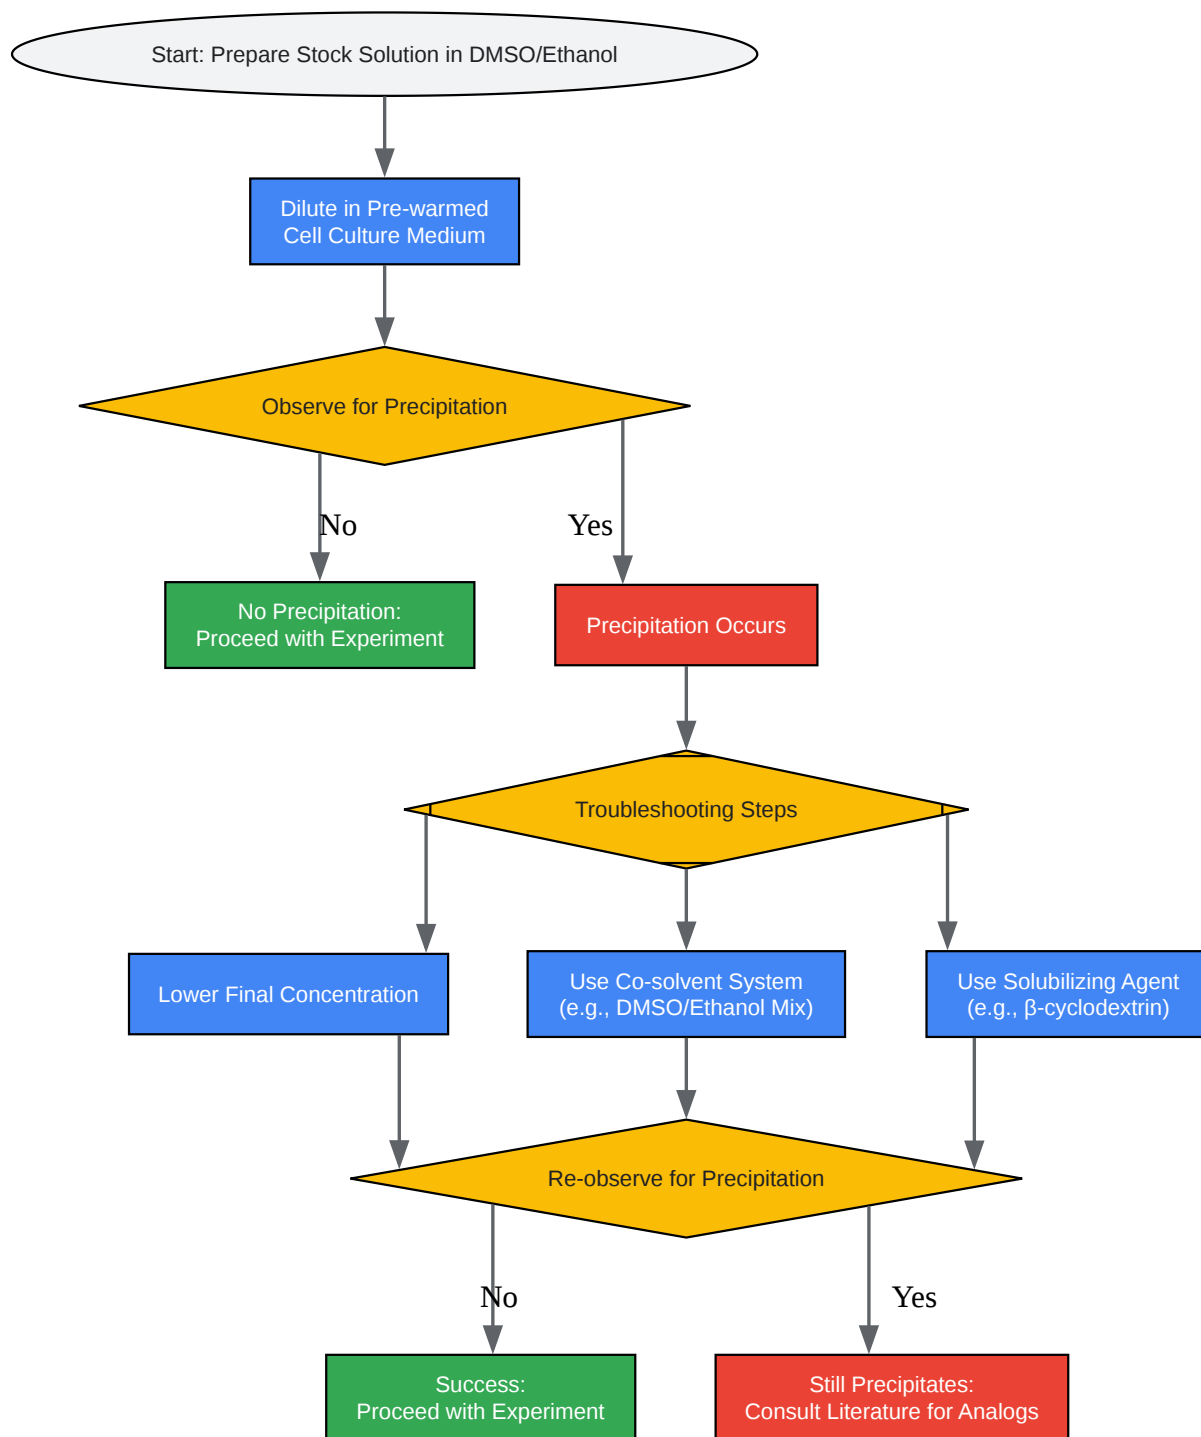 Start: Prepare Stock Solution in DMSO/Ethanol
Dilute in Pre-warmed
Cell Culture Medium
Observe for Precipitation
No
Yes
No Precipitation:
Proceed with Experiment
Precipitation Occurs
Troubleshooting Steps
Lower Final Concentration
Use Co-solvent System
(e.g., DMSO/Ethanol Mix)
Use Solubilizing Agent
(e.g., β-cyclodextrin)
Re-observe for Precipitation
No
Yes
Success:
Proceed with Experiment
Still Precipitates:
Consult Literature for Analogs